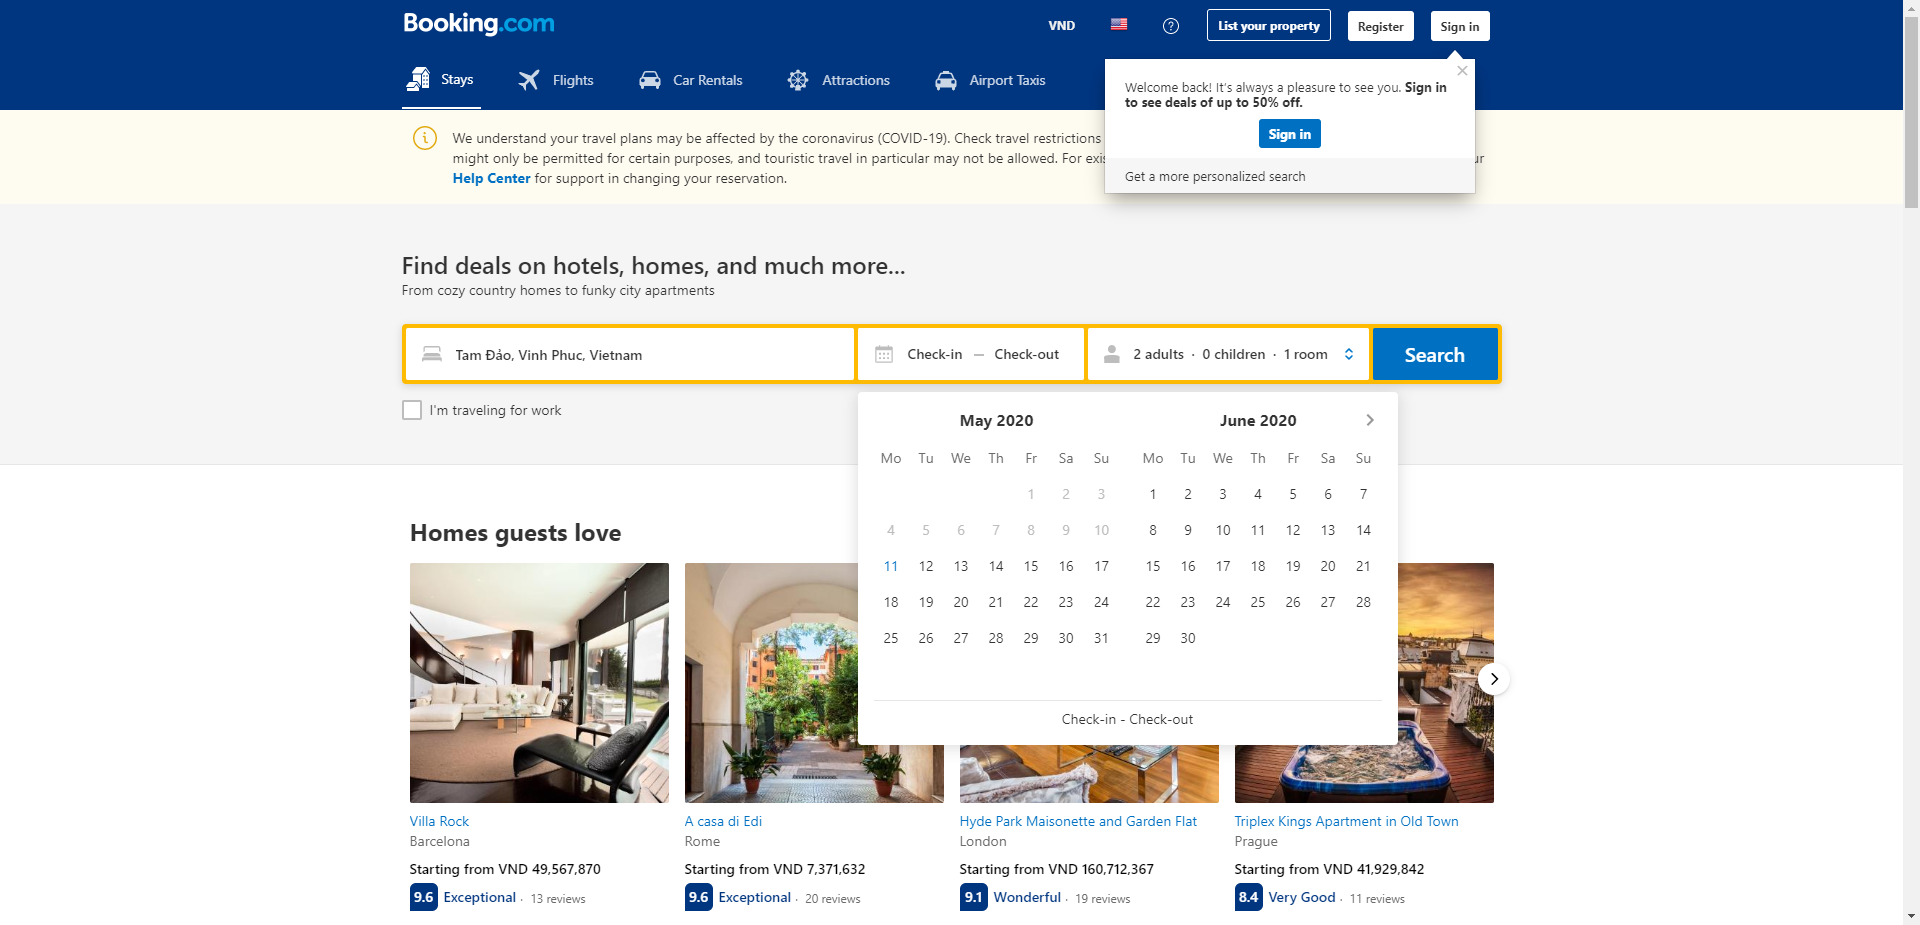 Booking.com
VND
List your property
Register
Sign in
Stays
Flights
Car Rentals
Attractions
Airport Taxis
Welcome back! It's always a pleasure to see you. Sign in
to see deals of up to 50% off.
Sign in
Get a more personalized search
We understand your travel plans may be affected by the coronavirus (COVID-19). Check travel restrictions
might only be permitted for certain purposes, and touristic travel in particular may not be allowed. For
Help Center for support in changing your reservation.
Find deals on hotels, homes, and much more...
From cozy country homes to funky city apartments
Tam Đảo, Vinh Phuc, Vietnam
Check-in — Check-out
2 adults · 0 children · 1 room
Search
I'm traveling for work
May 2020
Mo Tu We Th Fr Sa Su
1 2 3
4 5 6 7 8 9 10
11 12 13 14 15 16 17
18 19 20 21 22 23 24
25 26 27 28 29 30 31
June 2020
Mo Tu We Th Fr Sa Su
1 2 3 4 5 6 7
8 9 10 11 12 13 14
15 16 17 18 19 20 21
22 23 24 25 26 27 28
29 30
Check-in - Check-out
Homes guests love
Villa Rock
Barcelona
Starting from VND 49,567,870
9.6 Exceptional · 13 reviews
A casa di Edi
Rome
Starting from VND 7,371,632
9.6 Exceptional · 20 reviews
Hyde Park Maisonette and Garden Flat
London
Starting from VND 160,712,367
9.1 Wonderful · 19 reviews
Triplex Kings Apartment in Old Town
Prague
Starting from VND 41,929,842
8.4 Very Good · 11 reviews